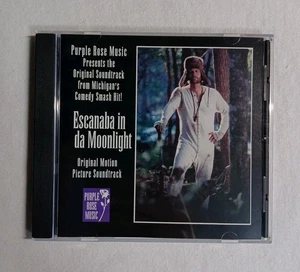 Purple Rose Music
Presents the
Original Soundtrack
from Michigan's
Comedy Smash Hit!
Escanaba in
da Moonlight
Original Motion
Picture Soundtrack
PURPLE
ROSE
MUSIC